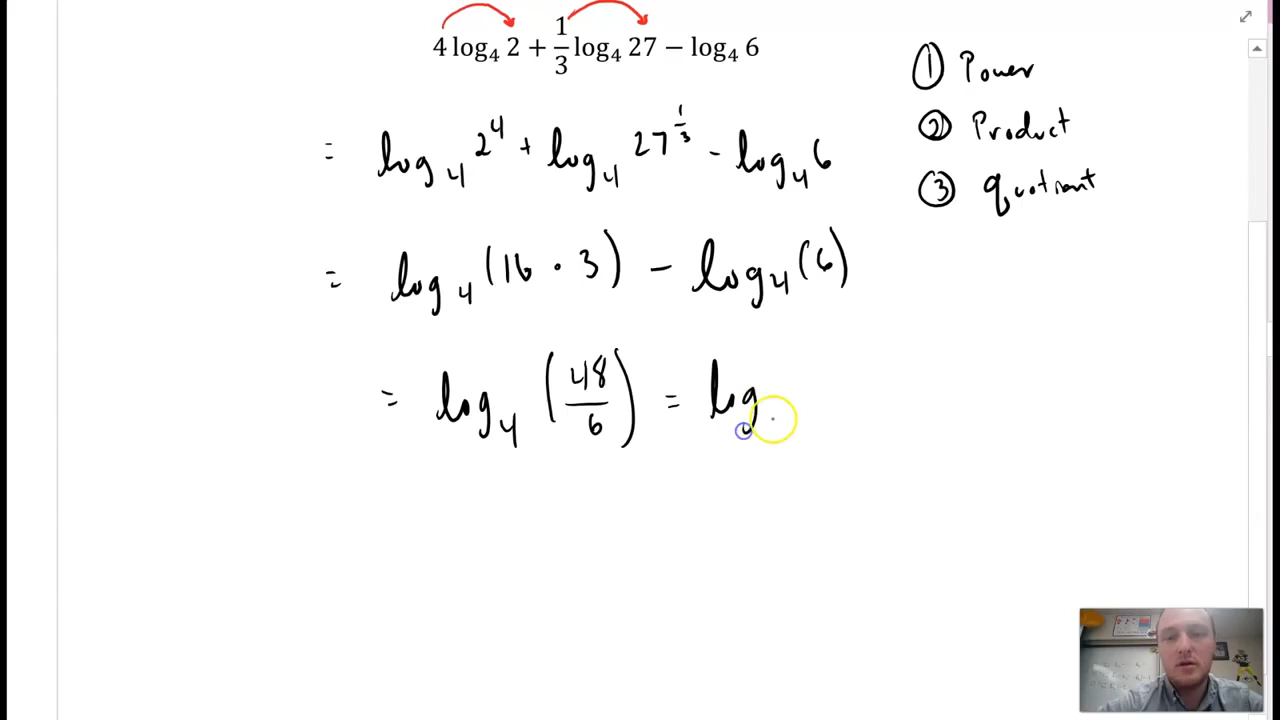 4 log₄ 2 + 1/3 log₄ 27 − log₄ 6
① Power
= log₄ 2⁴ + log₄ 27^(1/3) − log₄ 6
② Product
③ quotient
= log₄ (16 · 3) − log₄ (6)
= log₄ (48/6) = log